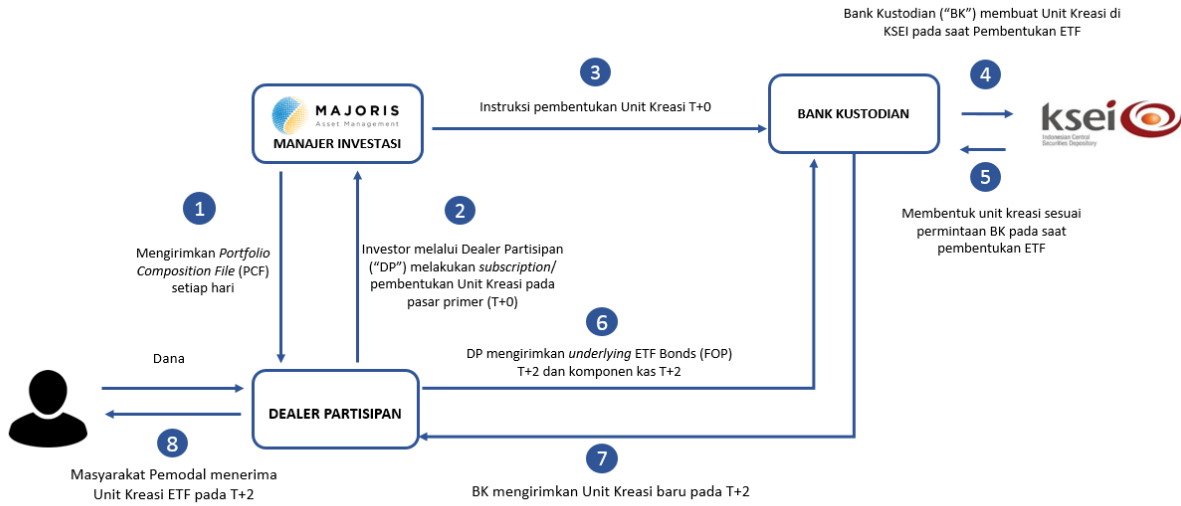 Bank Kustodian (“BK”) membuat Unit Kreasi di
KSEI pada saat Pembentukan ETF
4
3
Instruksi pembentukan Unit Kreasi T+0
MAJORIS
Asset Management
MANAJER INVESTASI
BANK KUSTODIAN
ksei
Indonesian Central
Securities Depository
5
Membentuk unit kreasi sesuai
permintaan BK pada saat
pembentukan ETF
1
Mengirimkan Portfolio
Composition File (PCF)
setiap hari
2
Investor melalui Dealer Partisipan
(“DP”) melakukan subscription/
pembentukan Unit Kreasi pada
pasar primer (T+0)
6
DP mengirimkan underlying ETF Bonds (FOP)
T+2 dan komponen kas T+2
Dana
DEALER PARTISIPAN
8
Masyarakat Pemodal menerima
Unit Kreasi ETF pada T+2
7
BK mengirimkan Unit Kreasi baru pada T+2